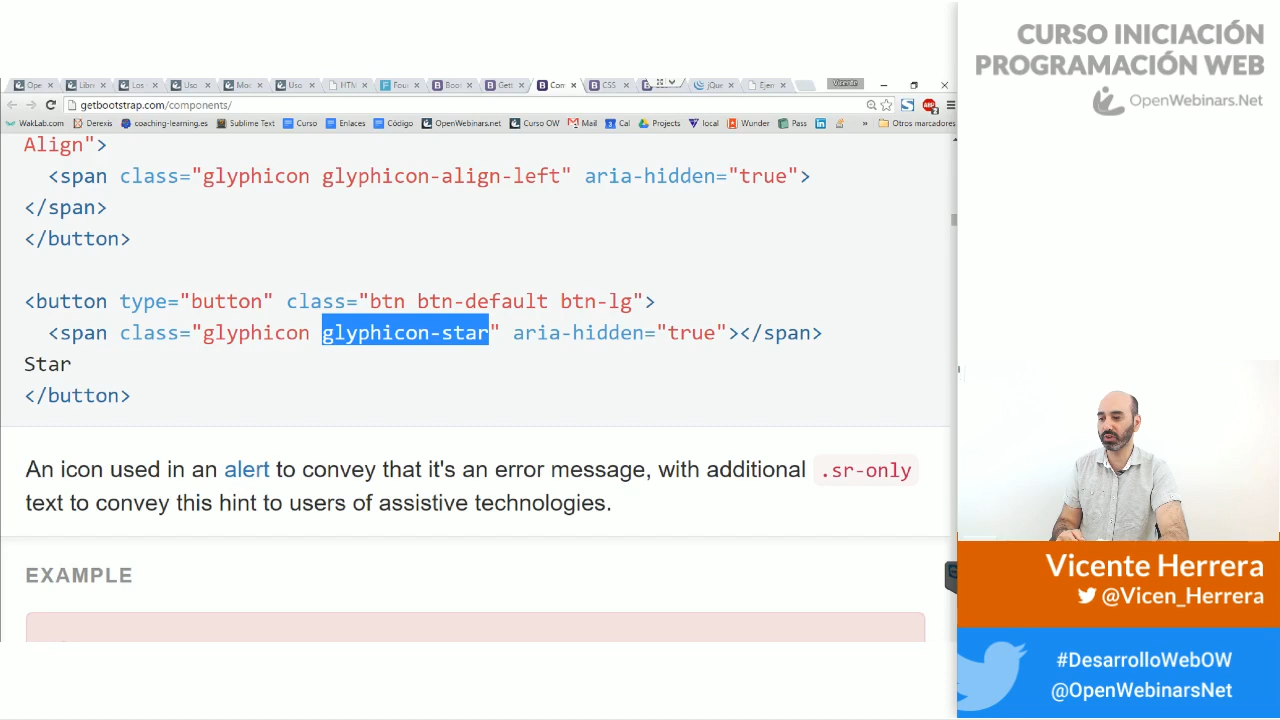 CURSO INICIACIÓN
PROGRAMACIÓN WEB
OpenWebinars.Net
Vicente
getbootstrap.com/components/
WakLab.com Derexis coaching-learning.es Sublime Text Curso Enlaces Código OpenWebinars.net Curso OW Mail Cal Projects local Wunder Pass » Otros marcadores
Align">
<span class="glyphicon glyphicon-align-left" aria-hidden="true">
</span>
</button>
<button type="button" class="btn btn-default btn-lg">
<span class="glyphicon glyphicon-star" aria-hidden="true"></span>
Star
</button>
An icon used in an alert to convey that it's an error message, with additional .sr-only
text to convey this hint to users of assistive technologies.
EXAMPLE
Vicente Herrera
@Vicen_Herrera
#DesarrolloWebOW
@OpenWebinarsNet